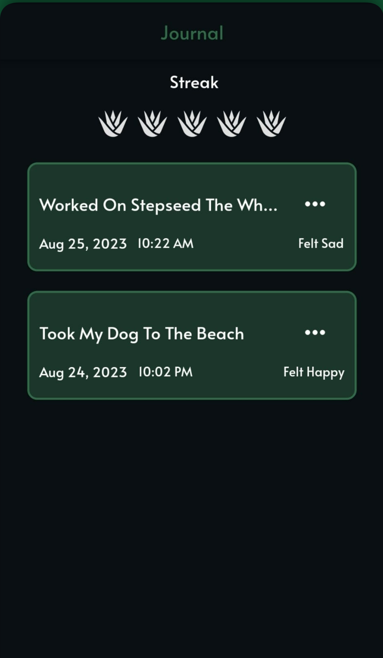 Journal
Streak
Worked On Stepseed The Wh...
Aug 25, 2023 10:22 AM Felt Sad
Took My Dog To The Beach
Aug 24, 2023 10:02 PM Felt Happy